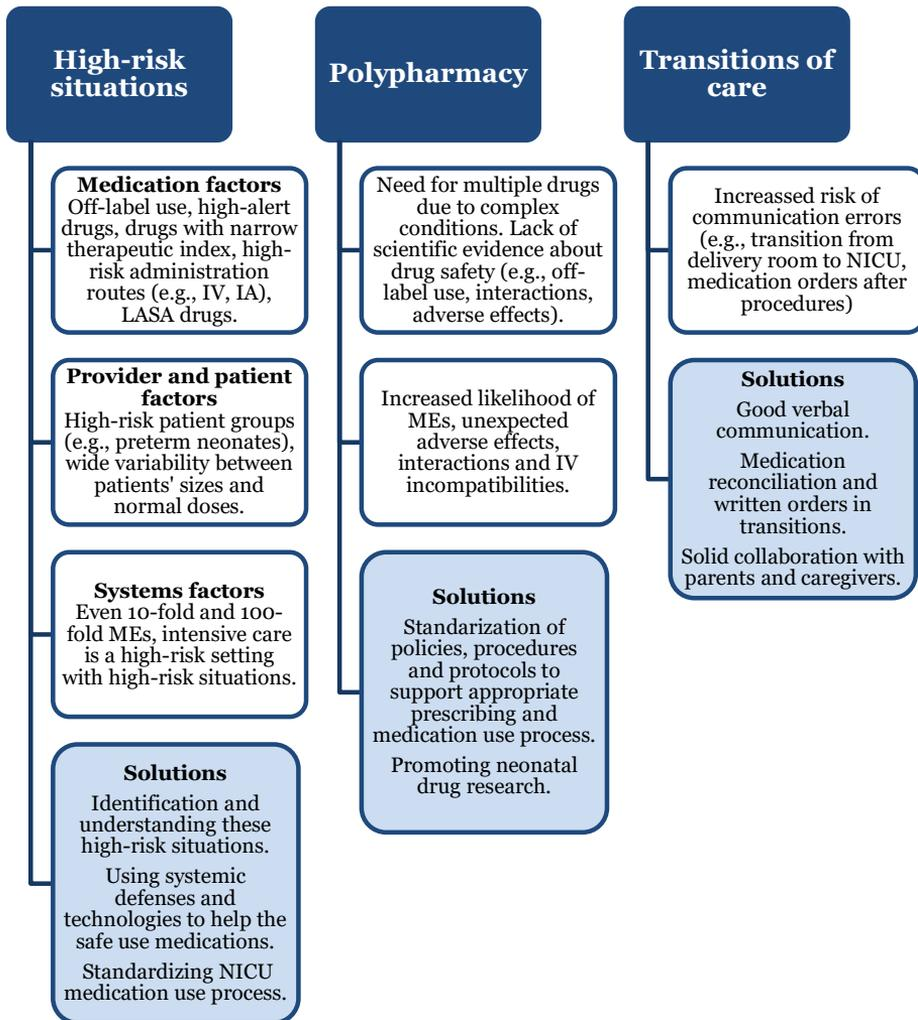 High-risk
situations
Medication factors
Off-label use, high-alert
drugs, drugs with narrow
therapeutic index, high-
risk administration
routes (e.g., IV, IA),
LASA drugs.
Provider and patient
factors
High-risk patient groups
(e.g., preterm neonates),
wide variability between
patients' sizes and
normal doses.
Systems factors
Even 10-fold and 100-
fold MEs, intensive care
is a high-risk setting
with high-risk situations.
Solutions
Identification and
understanding these
high-risk situations.
Using systemic
defenses and
technologies to help the
safe use medications.
Standardizing NICU
medication use process.
Polypharmacy
Need for multiple drugs
due to complex
conditions. Lack of
scientific evidence about
drug safety (e.g., off-
label use, interactions,
adverse effects).
Increased likelihood of
MEs, unexpected
adverse effects,
interactions and IV
incompatibilities.
Solutions
Standarization of
policies, procedures
and protocols to
support appropriate
prescribing and
medication use process.
Promoting neonatal
drug research.
Transitions of
care
Increassed risk of
communication errors
(e.g., transition from
delivery room to NICU,
medication orders after
procedures)
Solutions
Good verbal
communication.
Medication
reconciliation and
written orders in
transitions.
Solid collaboration with
parents and caregivers.